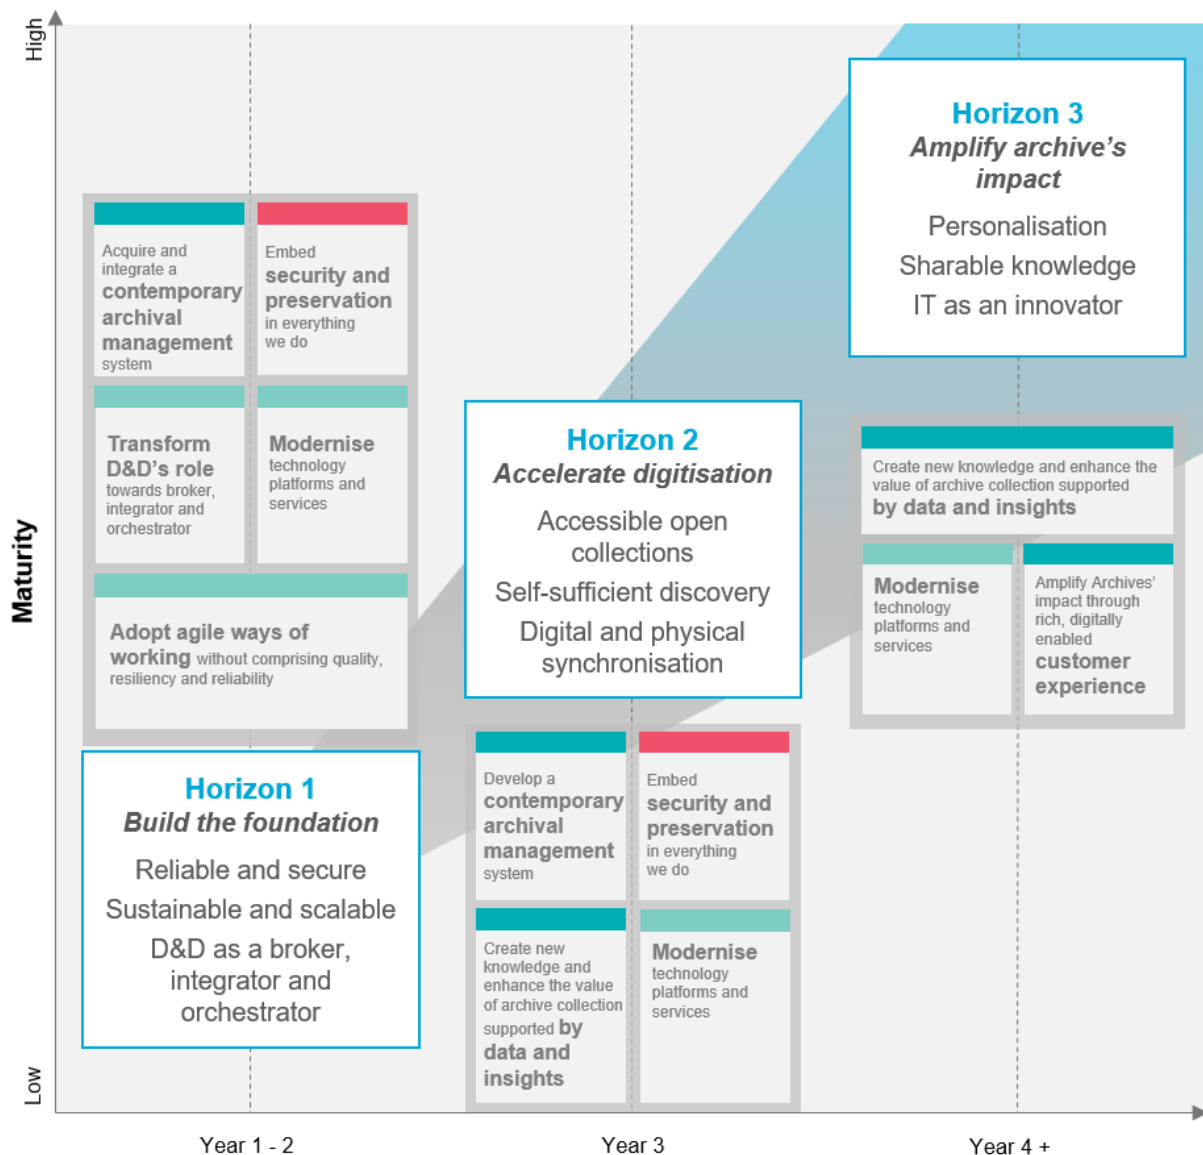 High
Maturity
Low
Acquire and
integrate a
contemporary
archival
management
system
Embed
security and
preservation
in everything
we do
Transform
D&D's role
towards broker,
integrator and
orchestrator
Modernise
technology
platforms and
services
Adopt agile ways of
working without comprising quality,
resiliency and reliability
Horizon 1
Build the foundation
Reliable and secure
Sustainable and scalable
D&D as a broker,
integrator and
orchestrator
Horizon 2
Accelerate digitisation
Accessible open
collections
Self-sufficient discovery
Digital and physical
synchronisation
Develop a
contemporary
archival
management
system
Embed
security and
preservation
in everything
we do
Create new
knowledge and
enhance the value
of archive collection
supported by
data and
insights
Modernise
technology
platforms and
services
Horizon 3
Amplify archive's
impact
Personalisation
Sharable knowledge
IT as an innovator
Create new knowledge and enhance the
value of archive collection supported
by data and insights
Modernise
technology
platforms and
services
Amplify Archives'
impact through
rich, digitally
enabled
customer
experience
Year 1 - 2
Year 3
Year 4 +